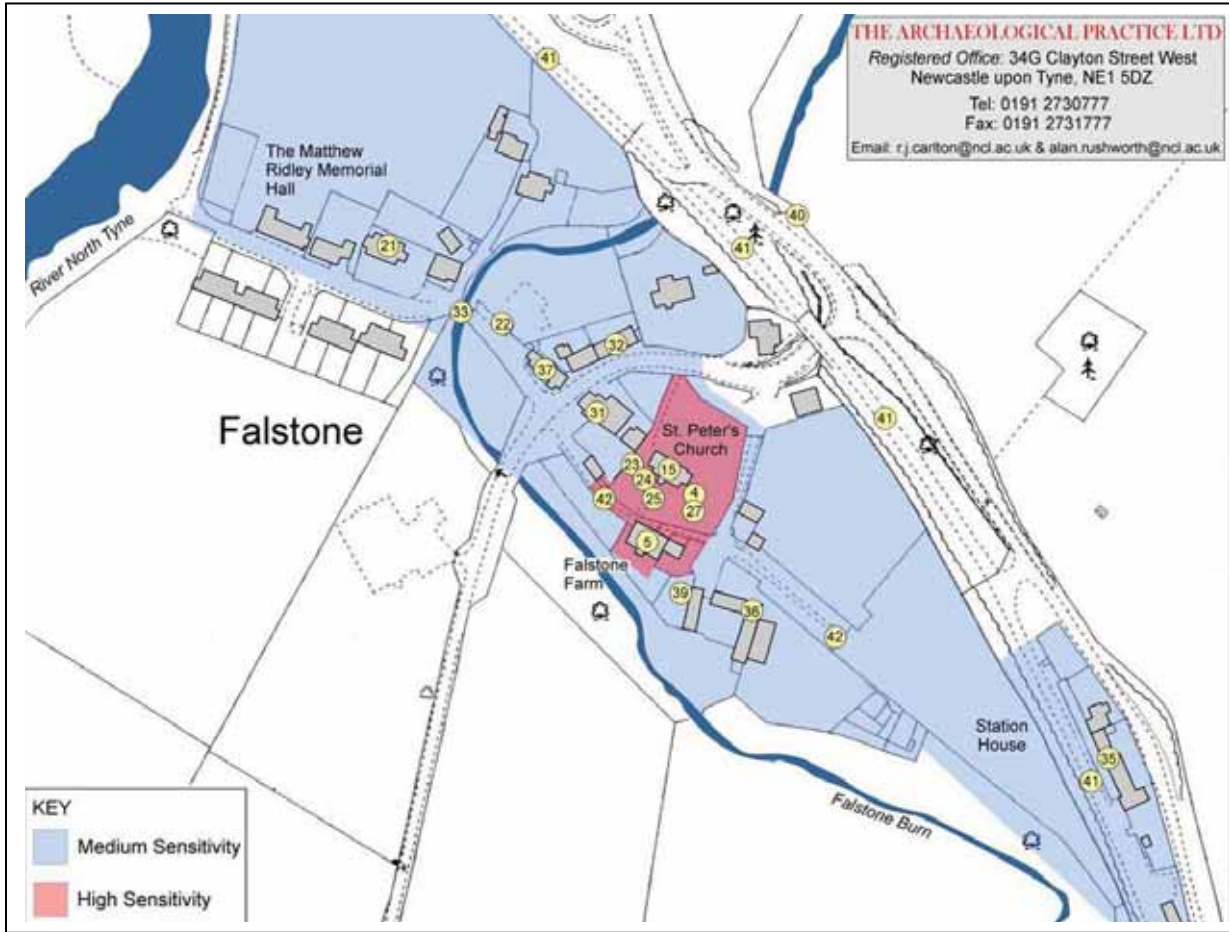 THE ARCHAEOLOGICAL PRACTICE LTD
Registered Office: 34G Clayton Street West
Newcastle upon Tyne, NE1 5DZ
Tel: 0191 2730777
Fax: 0191 2731777
Email: r.j.carlton@ncl.ac.uk & alan.rushworth@ncl.ac.uk
41
The Matthew
Ridley Memorial
Hall
40
41
21
River North Tyne
33
22
32
37
Falstone
31
41
St. Peter's
Church
23
15
24
4
42
25
27
5
Falstone
Farm
39
36
42
Station
House
35
41
Falstone Burn
KEY
Medium Sensitivity
High Sensitivity